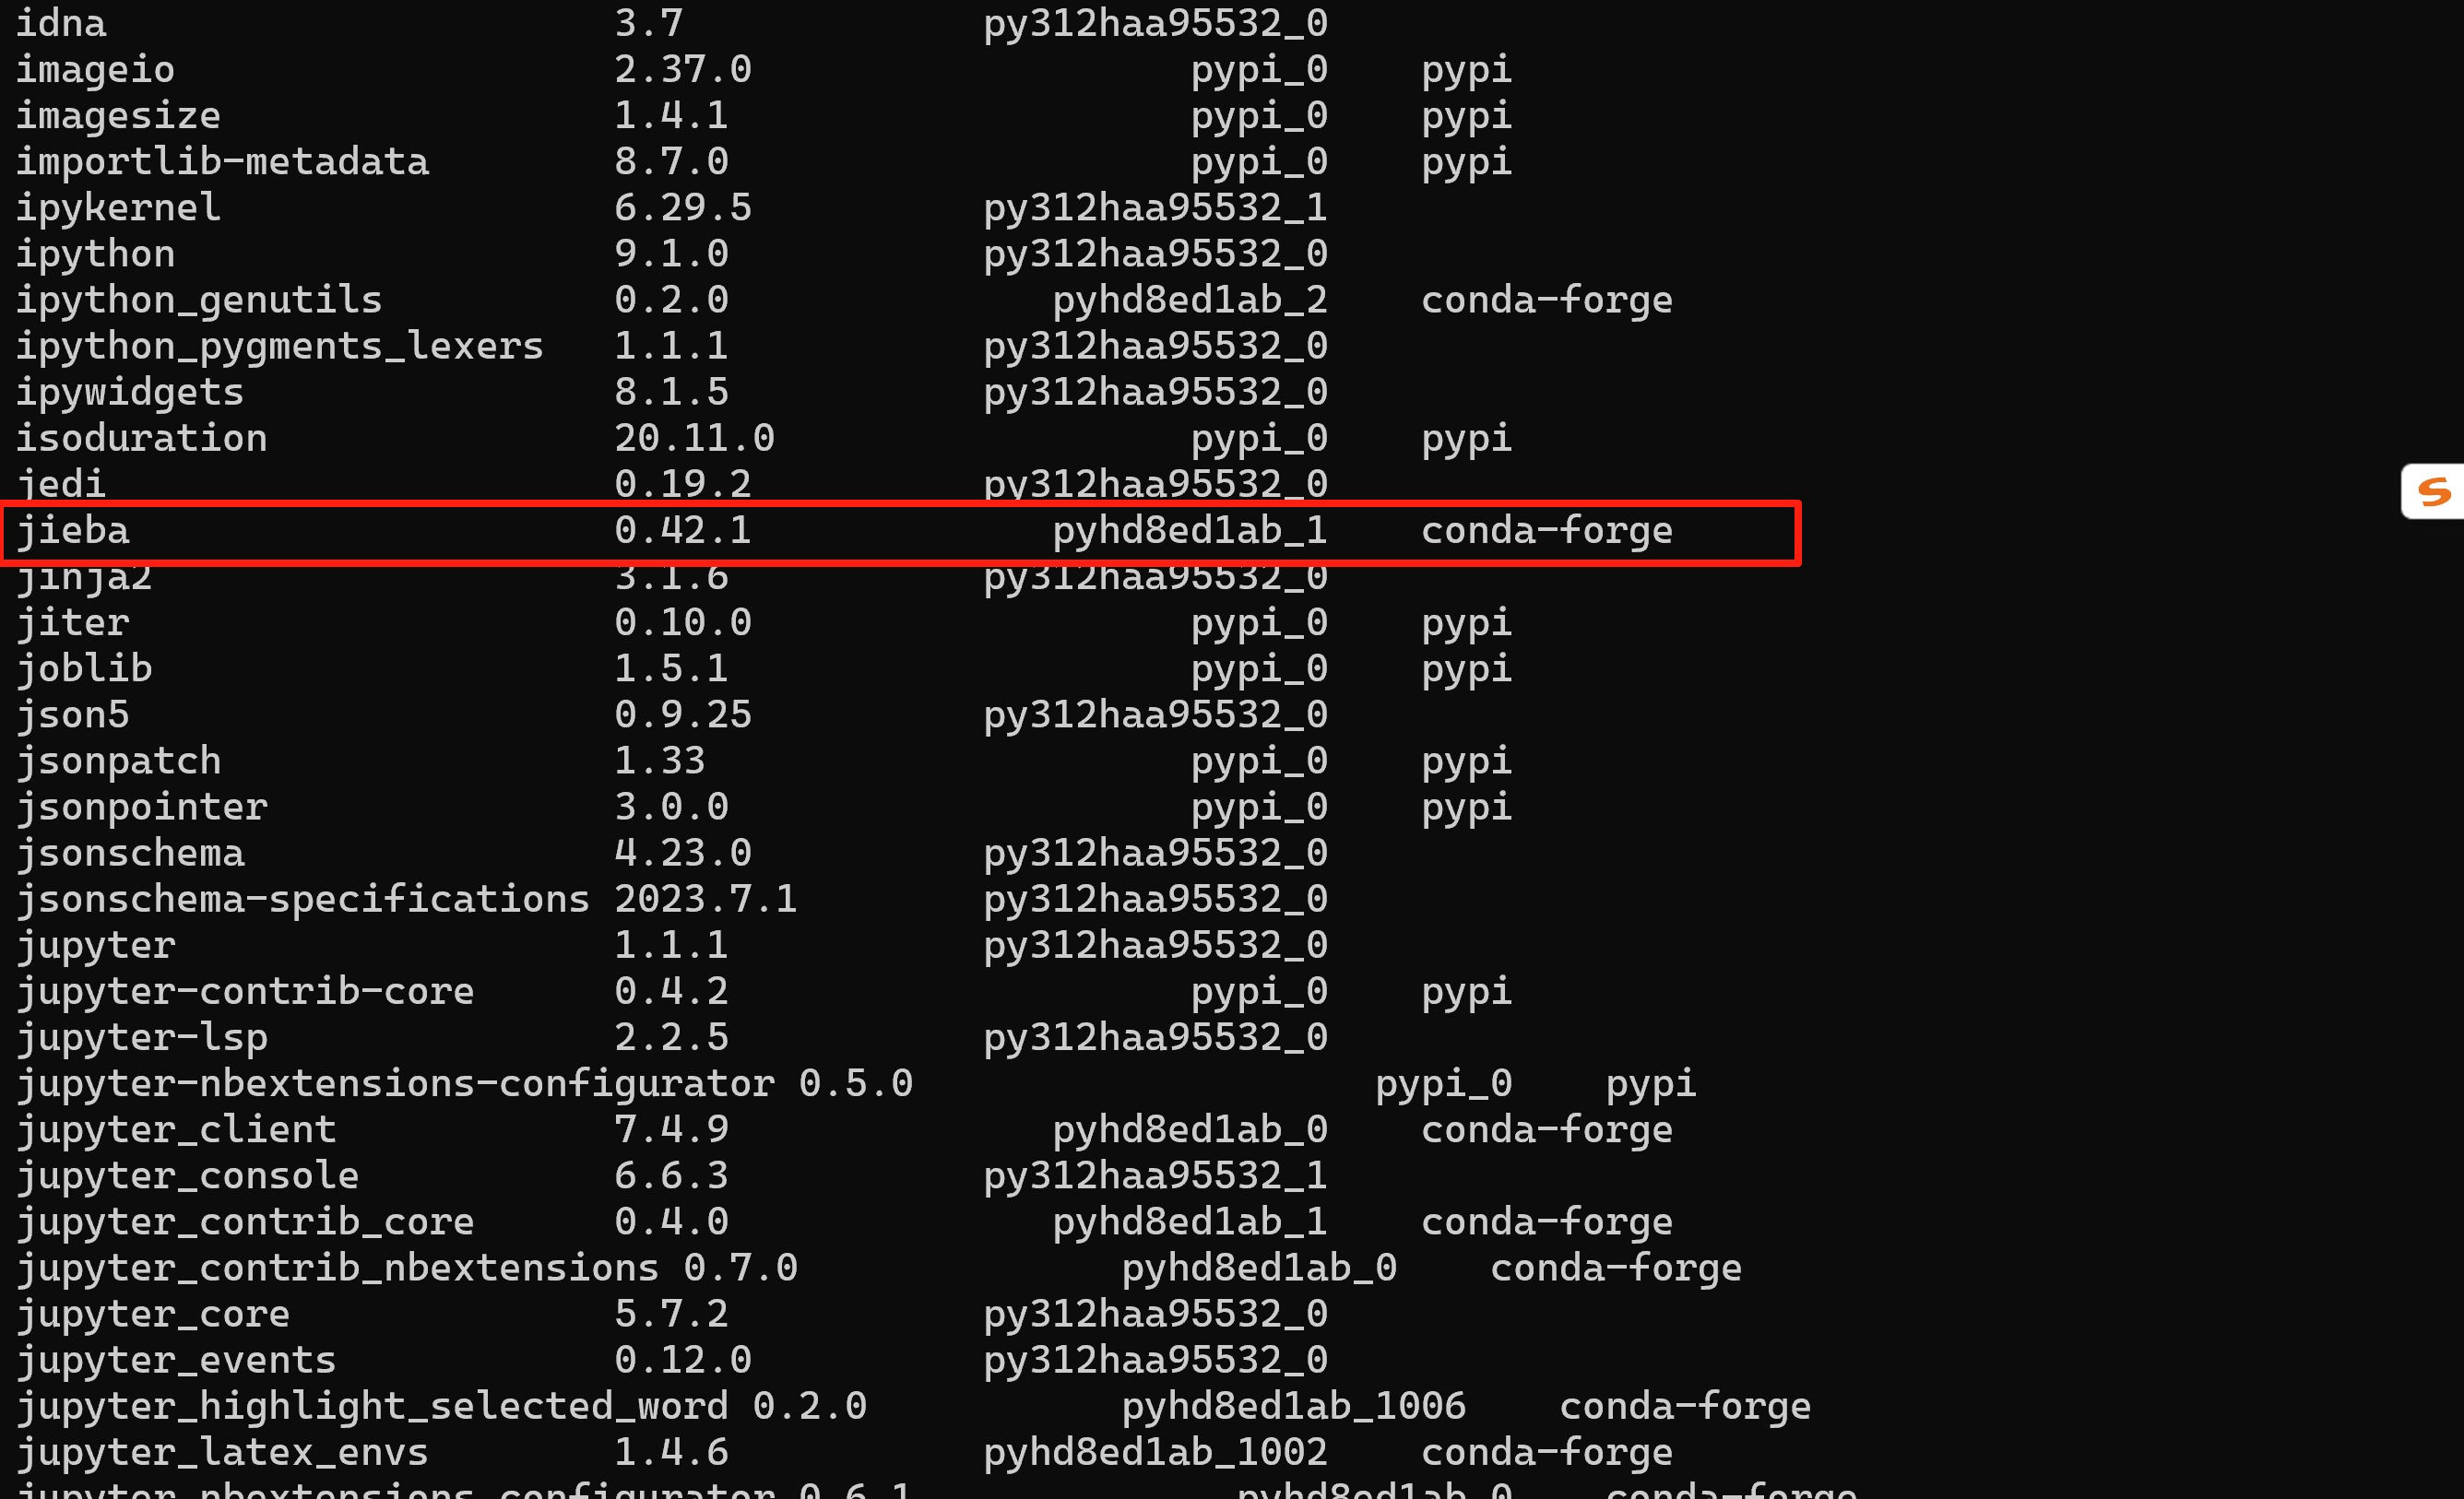 idna 3.7 py312haa95532_0
imageio 2.37.0 pypi_0 pypi
imagesize 1.4.1 pypi_0 pypi
importlib-metadata 8.7.0 pypi_0 pypi
ipykernel 6.29.5 py312haa95532_1
ipython 9.1.0 py312haa95532_0
ipython_genutils 0.2.0 pyhd8ed1ab_2 conda-forge
ipython_pygments_lexers 1.1.1 py312haa95532_0
ipywidgets 8.1.5 py312haa95532_0
isoduration 20.11.0 pypi_0 pypi
jedi 0.19.2 py312haa95532_0
jieba 0.42.1 pyhd8ed1ab_1 conda-forge
jinja2 3.1.6 py312haa95532_0
jiter 0.10.0 pypi_0 pypi
joblib 1.5.1 pypi_0 pypi
json5 0.9.25 py312haa95532_0
jsonpatch 1.33 pypi_0 pypi
jsonpointer 3.0.0 pypi_0 pypi
jsonschema 4.23.0 py312haa95532_0
jsonschema-specifications 2023.7.1 py312haa95532_0
jupyter 1.1.1 py312haa95532_0
jupyter-contrib-core 0.4.2 pypi_0 pypi
jupyter-lsp 2.2.5 py312haa95532_0
jupyter-nbextensions-configurator 0.5.0 pypi_0 pypi
jupyter_client 7.4.9 pyhd8ed1ab_0 conda-forge
jupyter_console 6.6.3 py312haa95532_1
jupyter_contrib_core 0.4.0 pyhd8ed1ab_1 conda-forge
jupyter_contrib_nbextensions 0.7.0 pyhd8ed1ab_0 conda-forge
jupyter_core 5.7.2 py312haa95532_0
jupyter_events 0.12.0 py312haa95532_0
jupyter_highlight_selected_word 0.2.0 pyhd8ed1ab_1006 conda-forge
jupyter_latex_envs 1.4.6 pyhd8ed1ab_1002 conda-forge
jupyter_nbextensions_configurator 0.6.1 pyhd8ed1ab_0 conda-forge
S